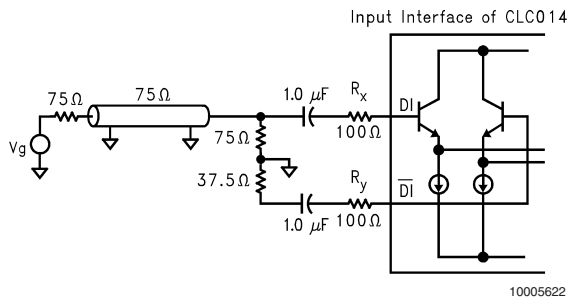 Input Interface of CLC014
75Ω
75Ω
Vg
75Ω
37.5Ω
1.0 µF
Rx
100Ω
DI
1.0 µF
Ry
100Ω
D̅I̅
10005622